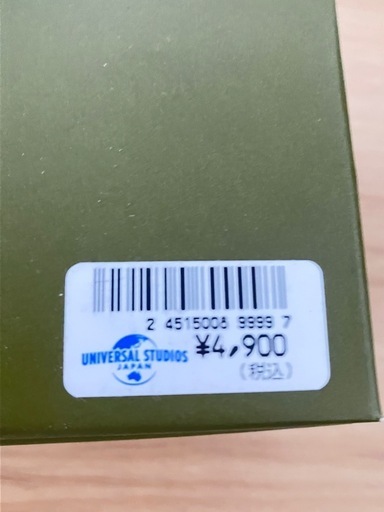 2 4515008 9999 7
UNIVERSAL STUDIOS
JAPAN
¥4,900
(税込)